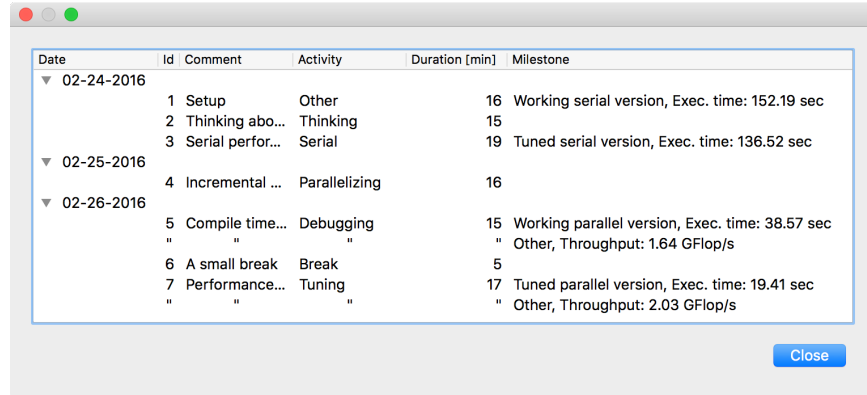 Date Id Comment Activity Duration [min] Milestone
02-24-2016
1 Setup Other 16 Working serial version, Exec. time: 152.19 sec
2 Thinking abo... Thinking 15
3 Serial perfor... Serial 19 Tuned serial version, Exec. time: 136.52 sec
02-25-2016
4 Incremental ... Parallelizing 16
02-26-2016
5 Compile time... Debugging 15 Working parallel version, Exec. time: 38.57 sec
" " " " Other, Throughput: 1.64 GFlop/s
6 A small break Break 5
7 Performance... Tuning 17 Tuned parallel version, Exec. time: 19.41 sec
" " " " Other, Throughput: 2.03 GFlop/s
Close